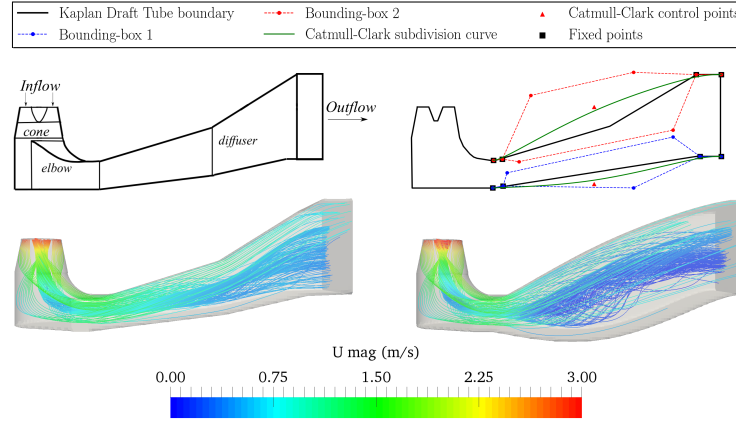 Kaplan Draft Tube boundary
Bounding-box 2
Catmull-Clark control points
Bounding-box 1
Catmull-Clark subdivision curve
Fixed points
Inflow
cone
elbow
diffuser
Outflow
U mag (m/s)
0.00 0.75 1.50 2.25 3.00